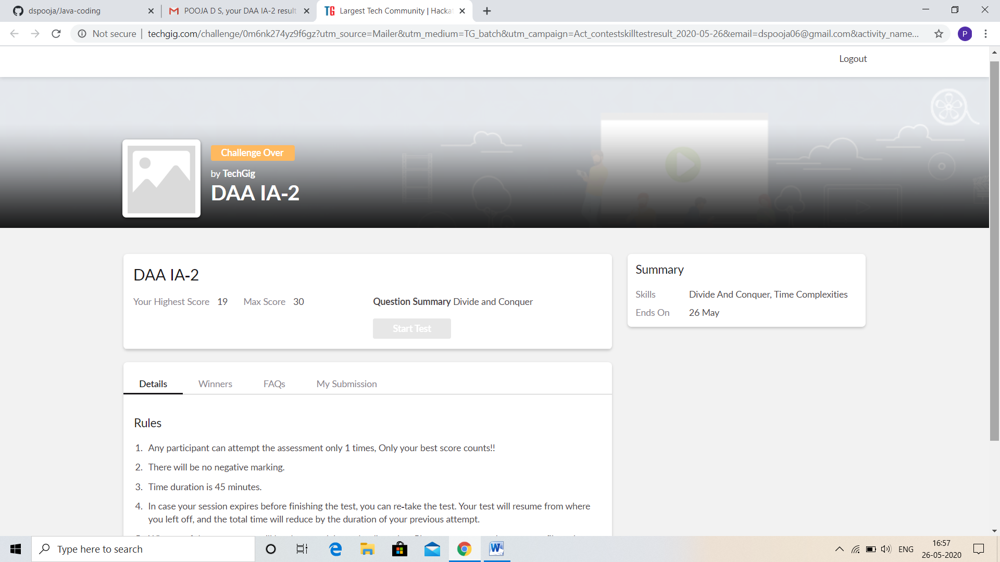 dspooja/Java-coding
POOJA D S, your DAA IA-2 result
TG Largest Tech Community | Hacka
Not secure | techgig.com/challenge/0m6nk274yz9f6gz?utm_source=Mailer&utm_medium=TG_batch&utm_campaign=Act_contestskilltestresult_2020-05-26&email=dspooja06@gmail.com&activity_name...
P
Logout
Challenge Over
by TechGig
DAA IA-2
DAA IA-2
Your Highest Score 19 Max Score 30
Question Summary Divide and Conquer
Start Test
Summary
Skills Divide And Conquer, Time Complexities
Ends On 26 May
Details Winners FAQs My Submission
Rules
1. Any participant can attempt the assessment only 1 times, Only your best score counts!!
2. There will be no negative marking.
3. Time duration is 45 minutes.
4. In case your session expires before finishing the test, you can re-take the test. Your test will resume from where
you left off, and the total time will reduce by the duration of your previous attempt.
Type here to search
ENG
16:57
26-05-2020